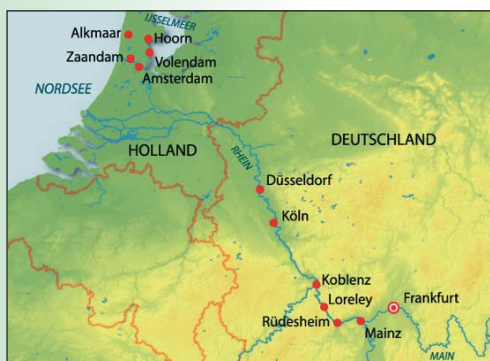 IJSSELMEER
Alkmaar
Hoorn
Zaandam
Volendam
Amsterdam
NORDSEE
HOLLAND
DEUTSCHLAND
RHEIN
Düsseldorf
Köln
Koblenz
Loreley
Frankfurt
Rüdesheim
Mainz
MAIN